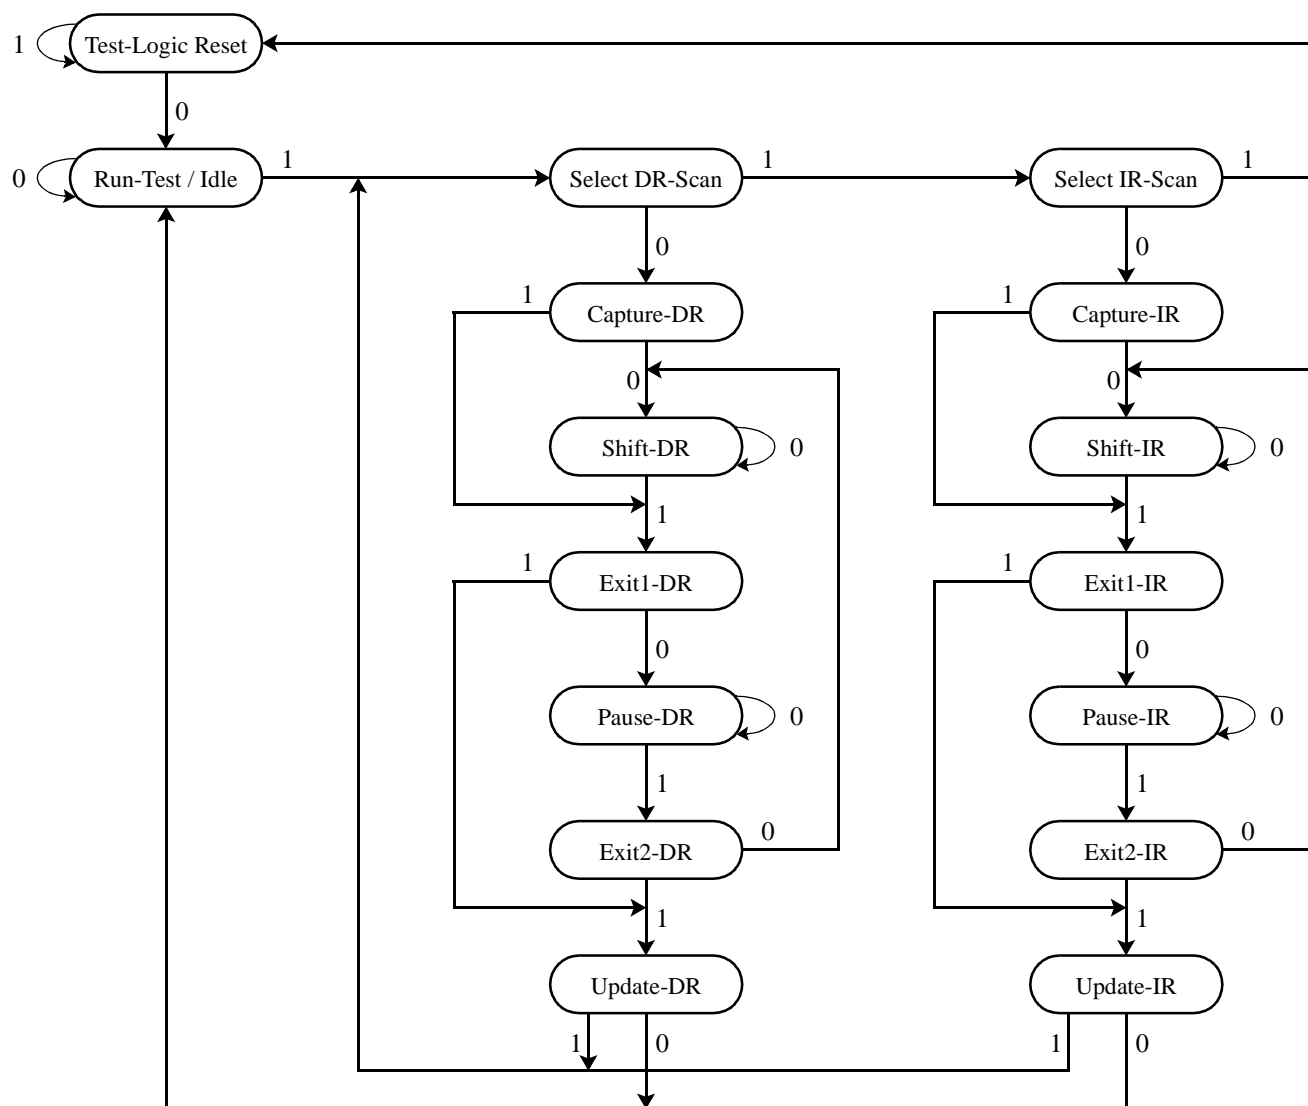 1 Test-Logic Reset
0
0 Run-Test / Idle 1 Select DR-Scan 1 Select IR-Scan 1
0 0
1 Capture-DR 1 Capture-IR
0 0
Shift-DR 0 Shift-IR 0
1 1
1 Exit1-DR 1 Exit1-IR
0 0
Pause-DR 0 Pause-IR 0
1 1
Exit2-DR 0 Exit2-IR 0
1 1
Update-DR Update-IR
1 0 1 0